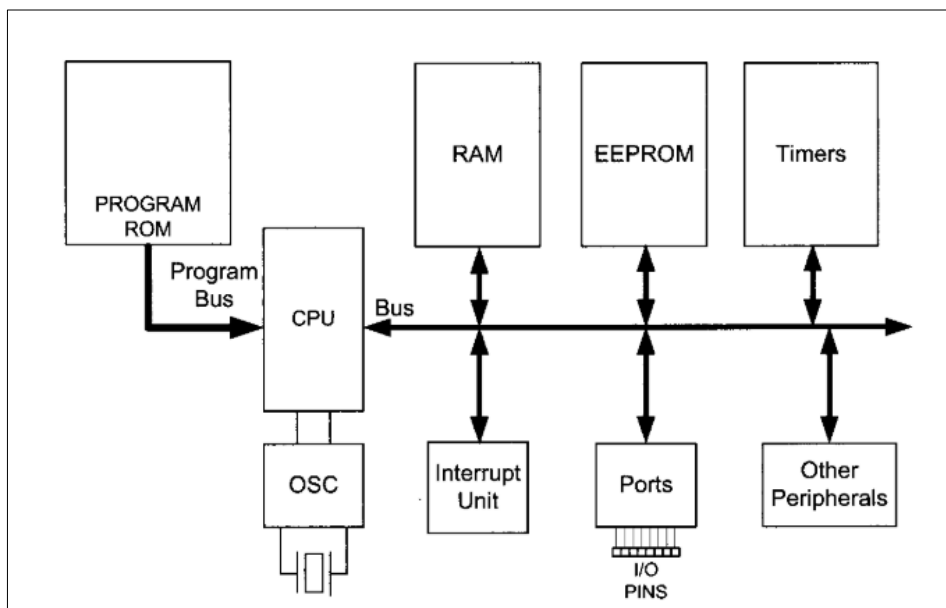 PROGRAM
ROM
RAM
EEPROM
Timers
Program
Bus
CPU
Bus
OSC
Interrupt
Unit
Ports
Other
Peripherals
I/O
PINS